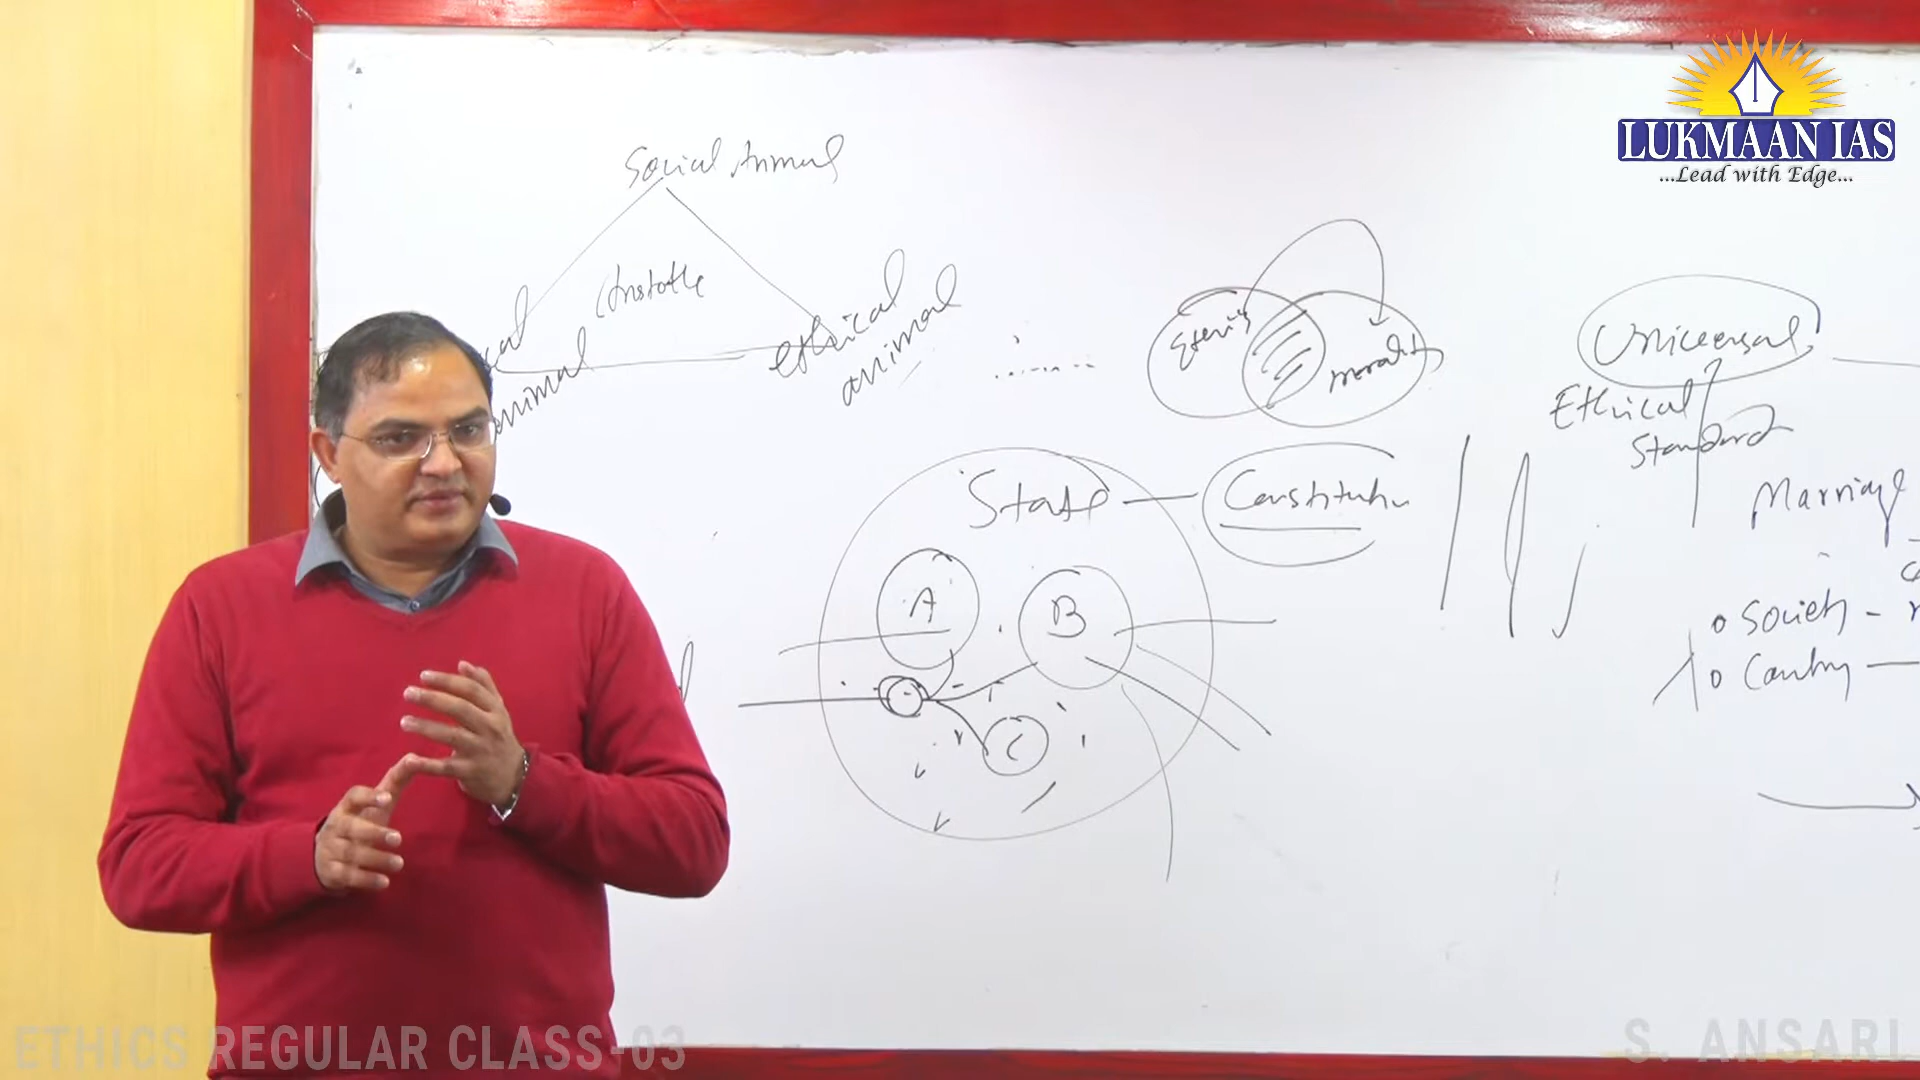 LUKMAAN IAS
...Lead with Edge...
Social Animal
ethical
animal
animal
Ethics
morality
Universal
Ethical
Standard
State
Constitution
Marriage
A
B
C
Society -
Country -
ETHICS REGULAR CLASS-03
S. ANSARI